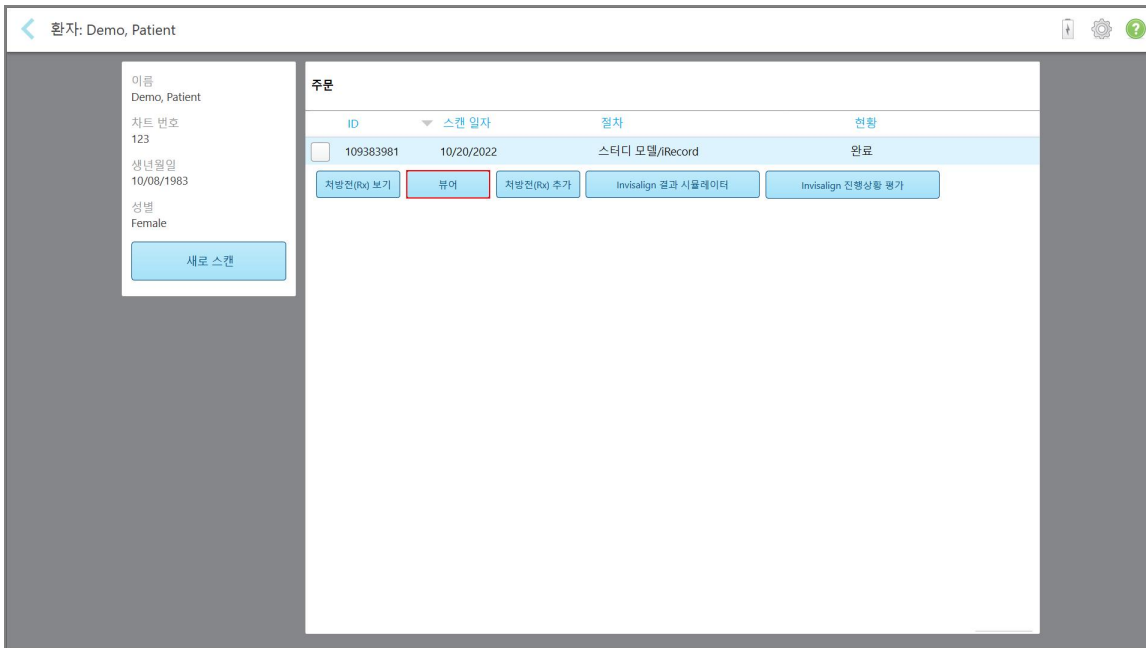 환자: Demo, Patient
?
이름
Demo, Patient
차트 번호
123
생년월일
10/08/1983
성별
Female
새로 스캔
주문
ID 스캔 일자 절차 현황
109383981 10/20/2022 스터디 모델/iRecord 완료
처방전(Rx) 보기 뷰어 처방전(Rx) 추가 Invisalign 결과 시뮬레이터 Invisalign 진행상황 평가